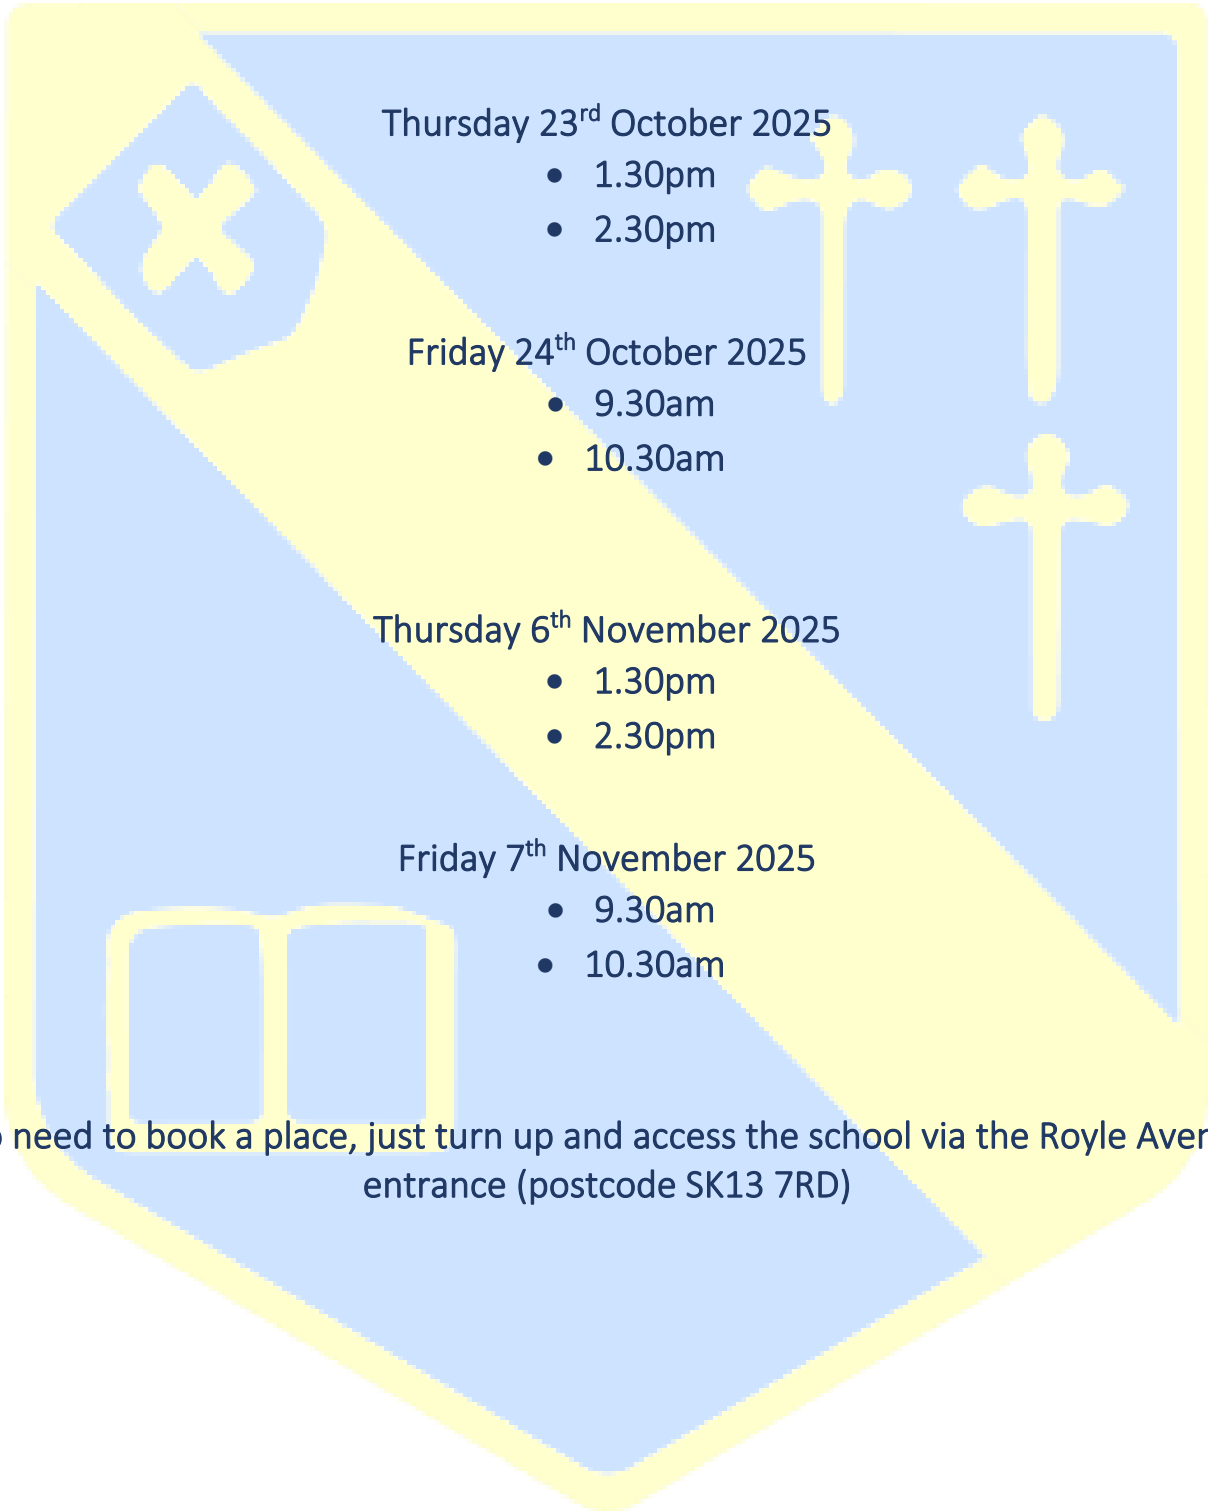 Thursday 23rd October 2025
• 1.30pm
• 2.30pm
Friday 24th October 2025
• 9.30am
• 10.30am
Thursday 6th November 2025
• 1.30pm
• 2.30pm
Friday 7th November 2025
• 9.30am
• 10.30am
need to book a place, just turn up and access the school via the Royle
entrance (postcode SK13 7RD)